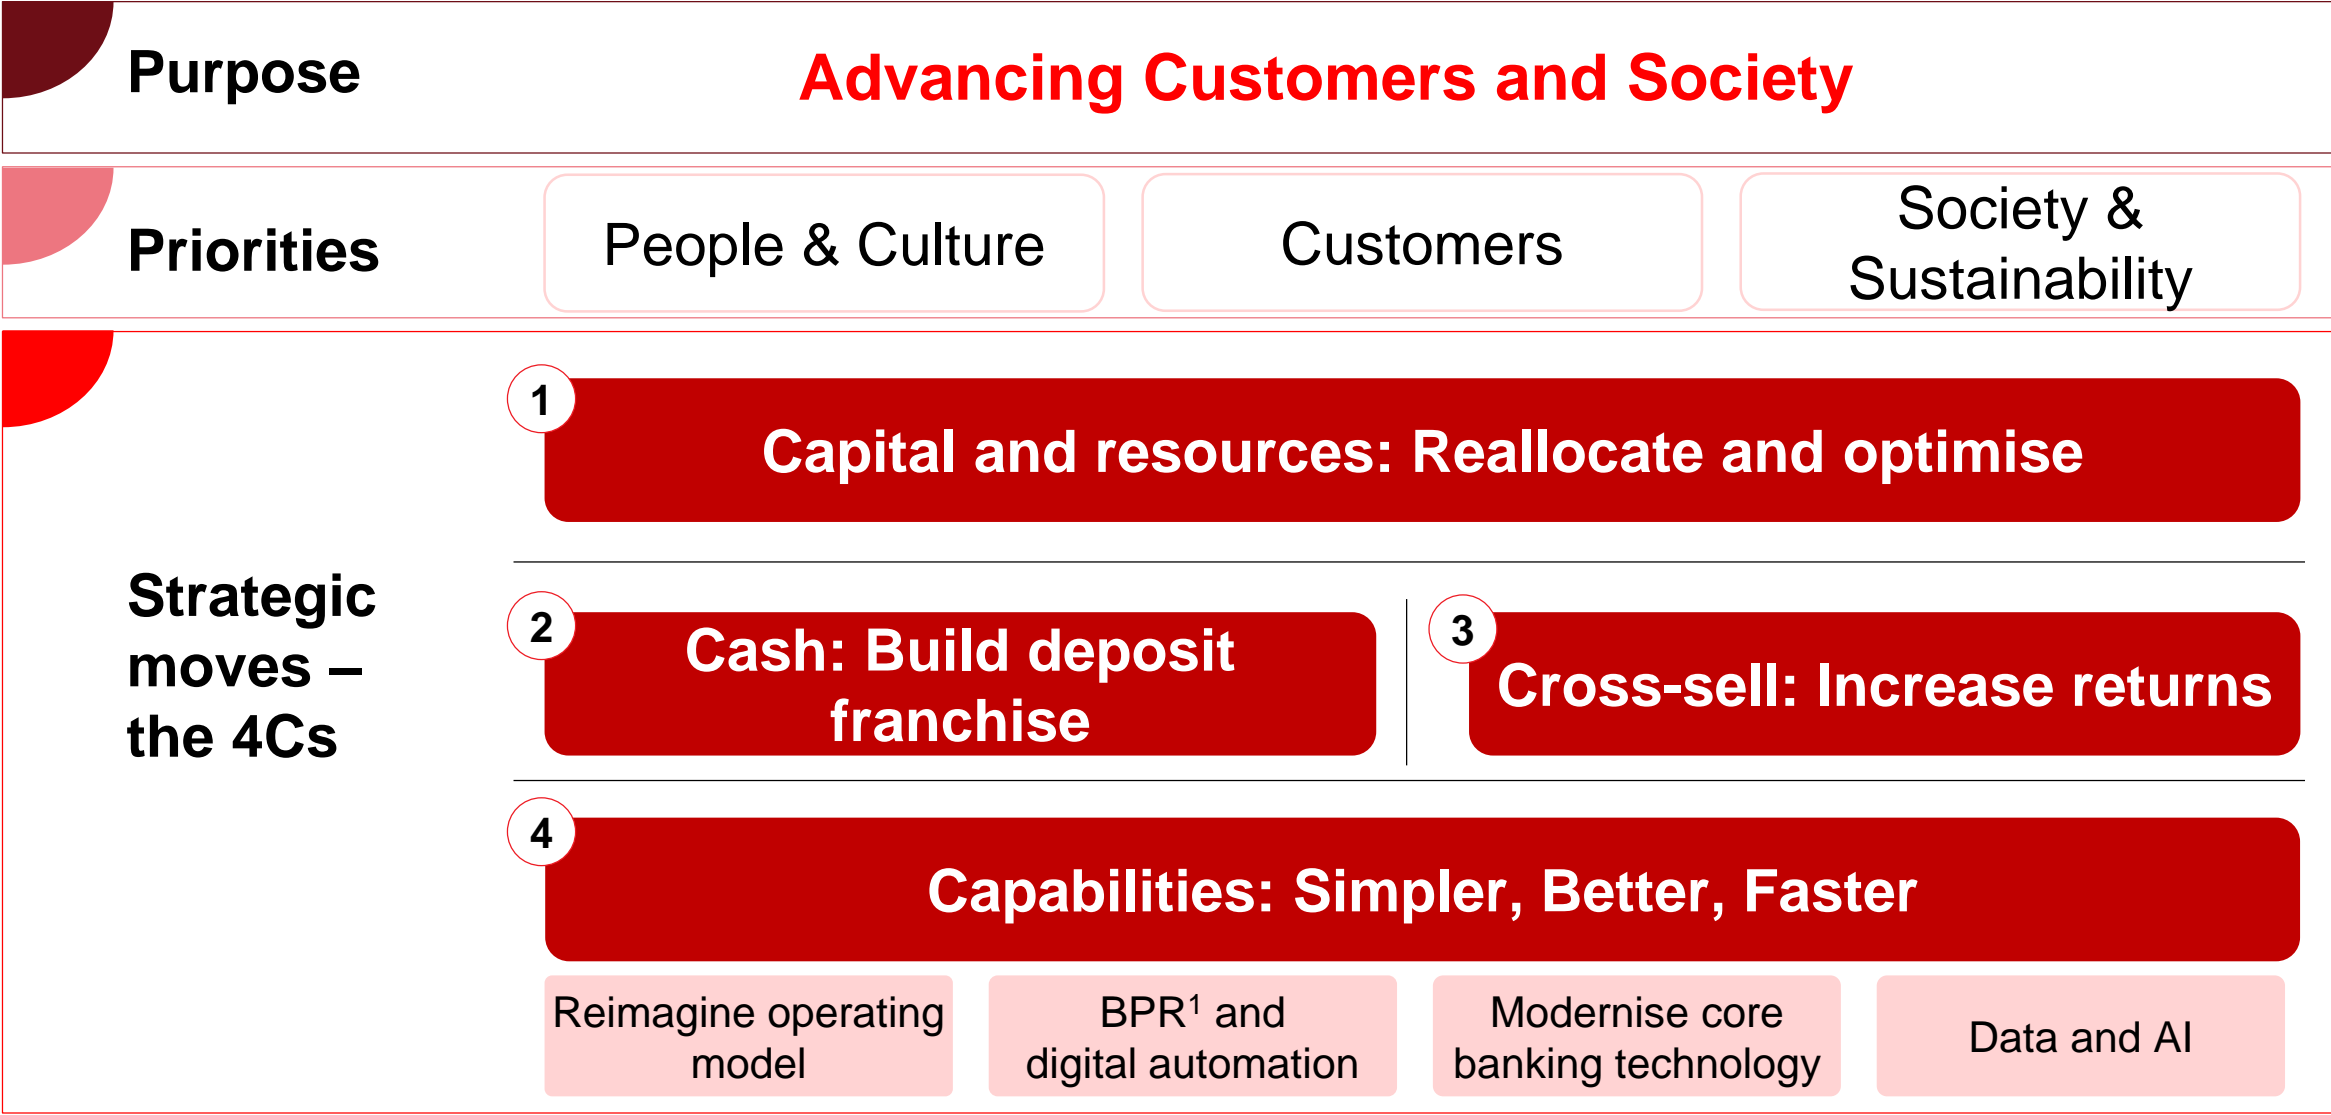 Purpose
Advancing Customers and Society
Priorities
People & Culture
Customers
Society &
Sustainability
Strategic
moves –
the 4Cs
1
Capital and resources: Reallocate and optimise
2
Cash: Build deposit
franchise
3
Cross-sell: Increase returns
4
Capabilities: Simpler, Better, Faster
Reimagine operating
model
BPR¹ and
digital automation
Modernise core
banking technology
Data and AI